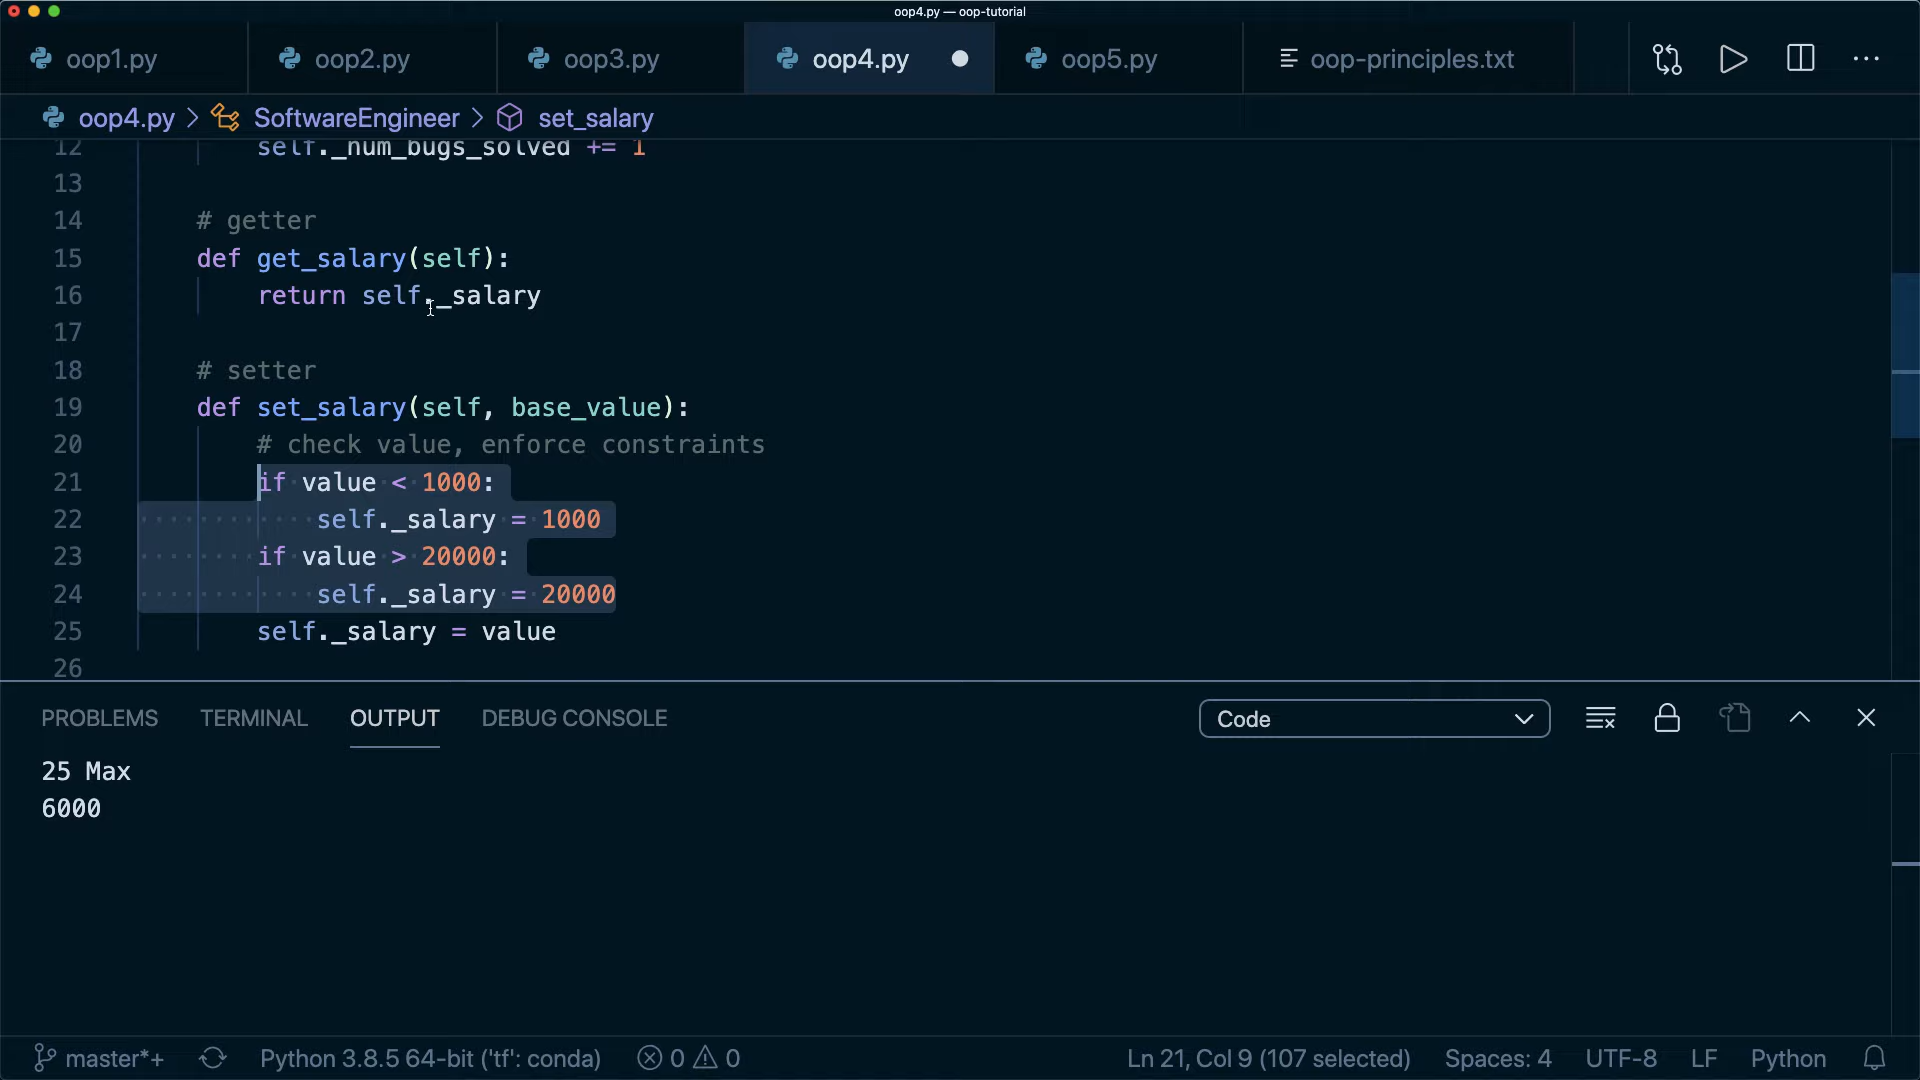 oop4.py — oop-tutorial
oop1.py oop2.py oop3.py oop4.py oop5.py oop-principles.txt
oop4.py > SoftwareEngineer > set_salary
12 self._num_bugs_solved += 1
13
14 # getter
15 def get_salary(self):
16 return self._salary
17
18 # setter
19 def set_salary(self, base_value):
20 # check value, enforce constraints
21 if value < 1000:
22 self._salary = 1000
23 if value > 20000:
24 self._salary = 20000
25 self._salary = value
26
PROBLEMS TERMINAL OUTPUT DEBUG CONSOLE Code
25 Max
6000
master*+ Python 3.8.5 64-bit ('tf': conda) 0 0 Ln 21, Col 9 (107 selected) Spaces: 4 UTF-8 LF Python